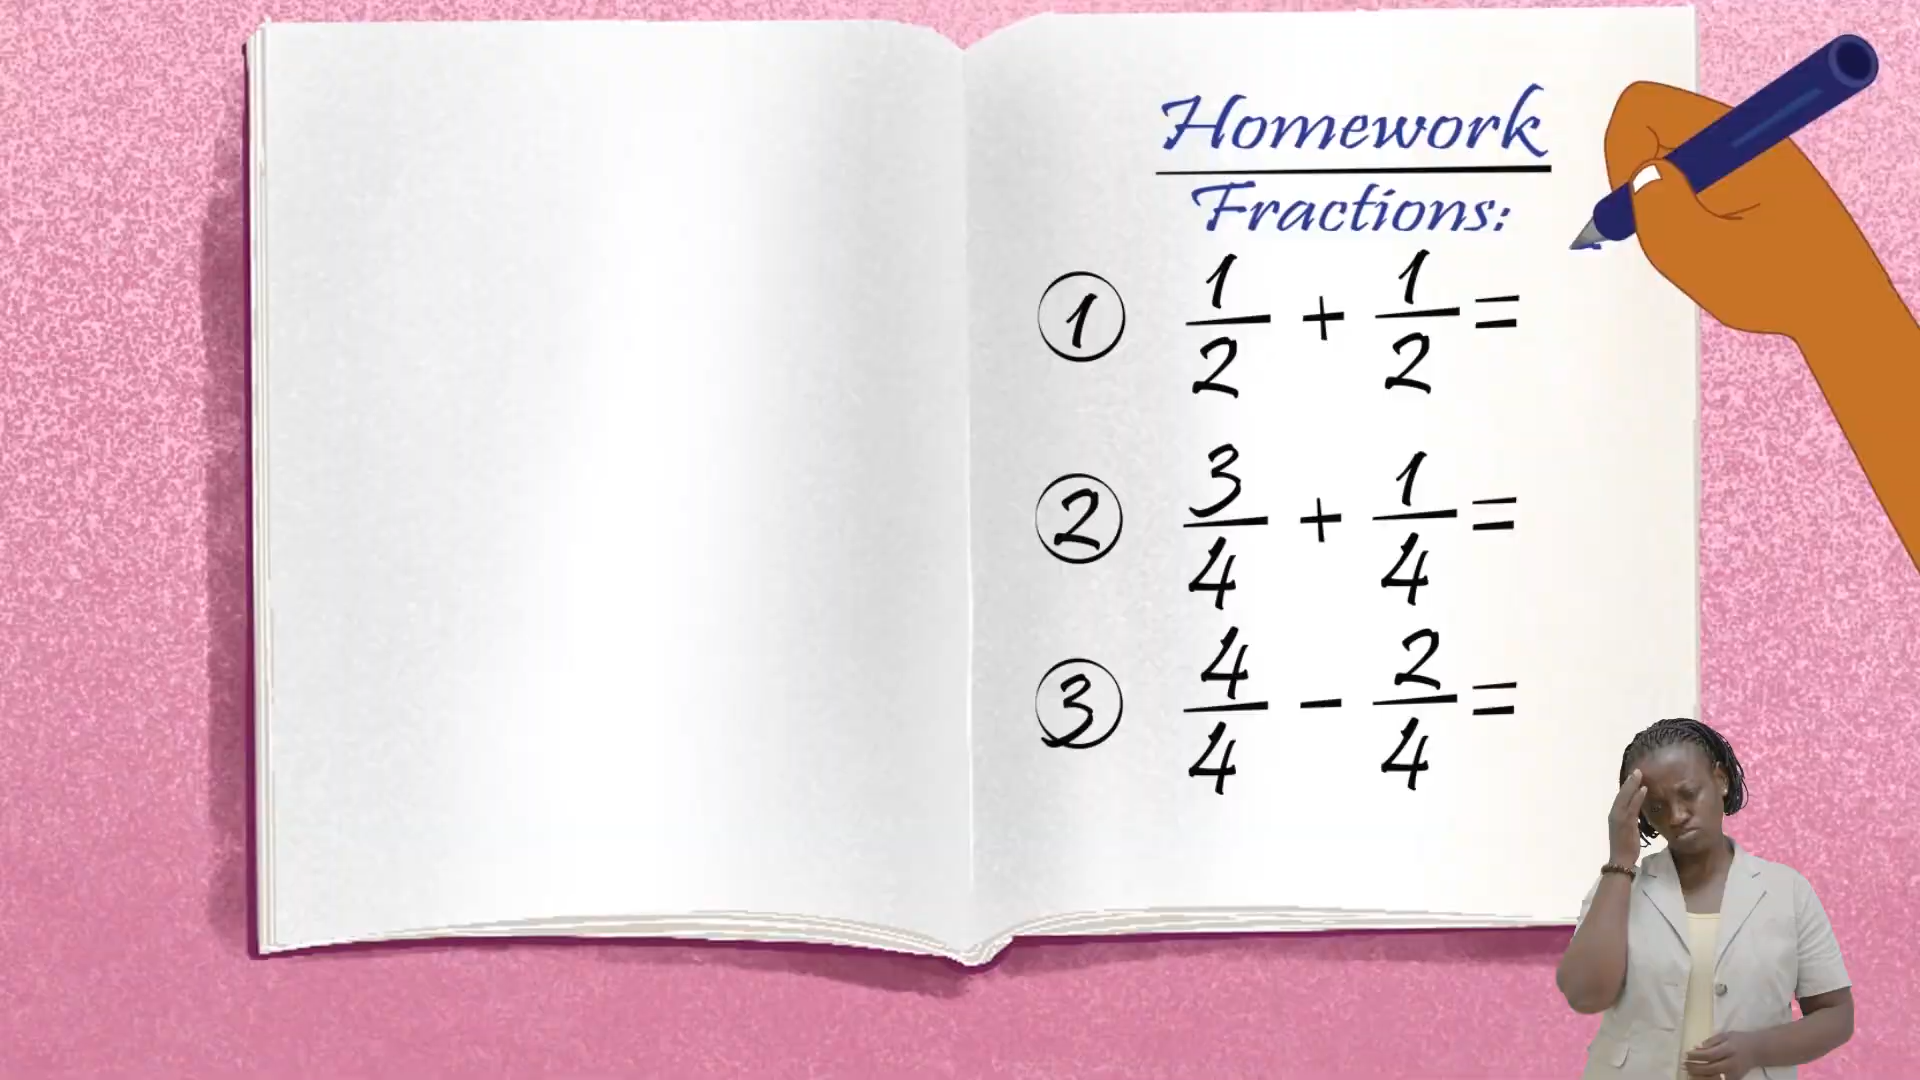 Homework
Fractions:
① 1/2 + 1/2 =
② 3/4 + 1/4 =
③ 4/4 - 2/4 =